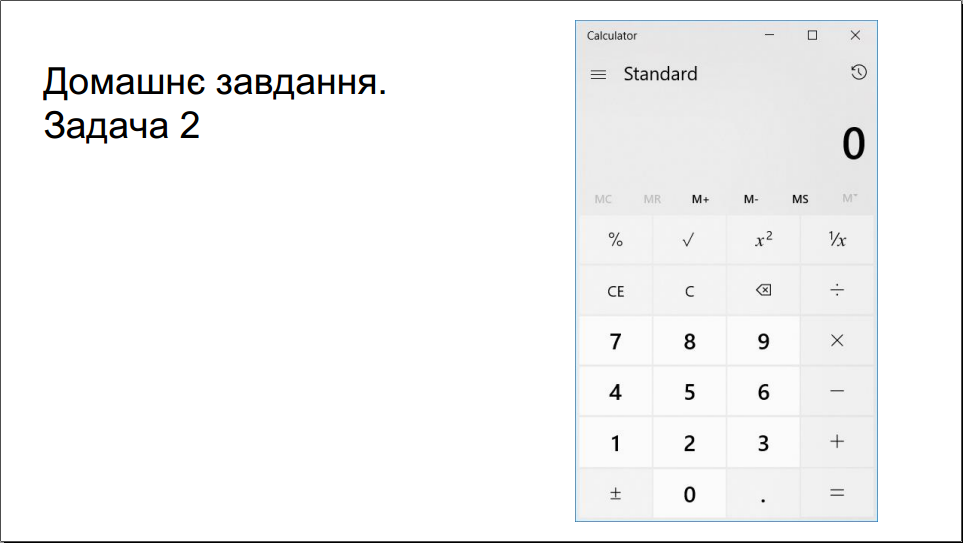 Домашнє завдання.
Задача 2
Calculator
Standard
0
MC MR M+ M- MS M˅
% √ x² ¹/x
CE C ÷
7 8 9 ×
4 5 6 −
1 2 3 +
± 0 . =